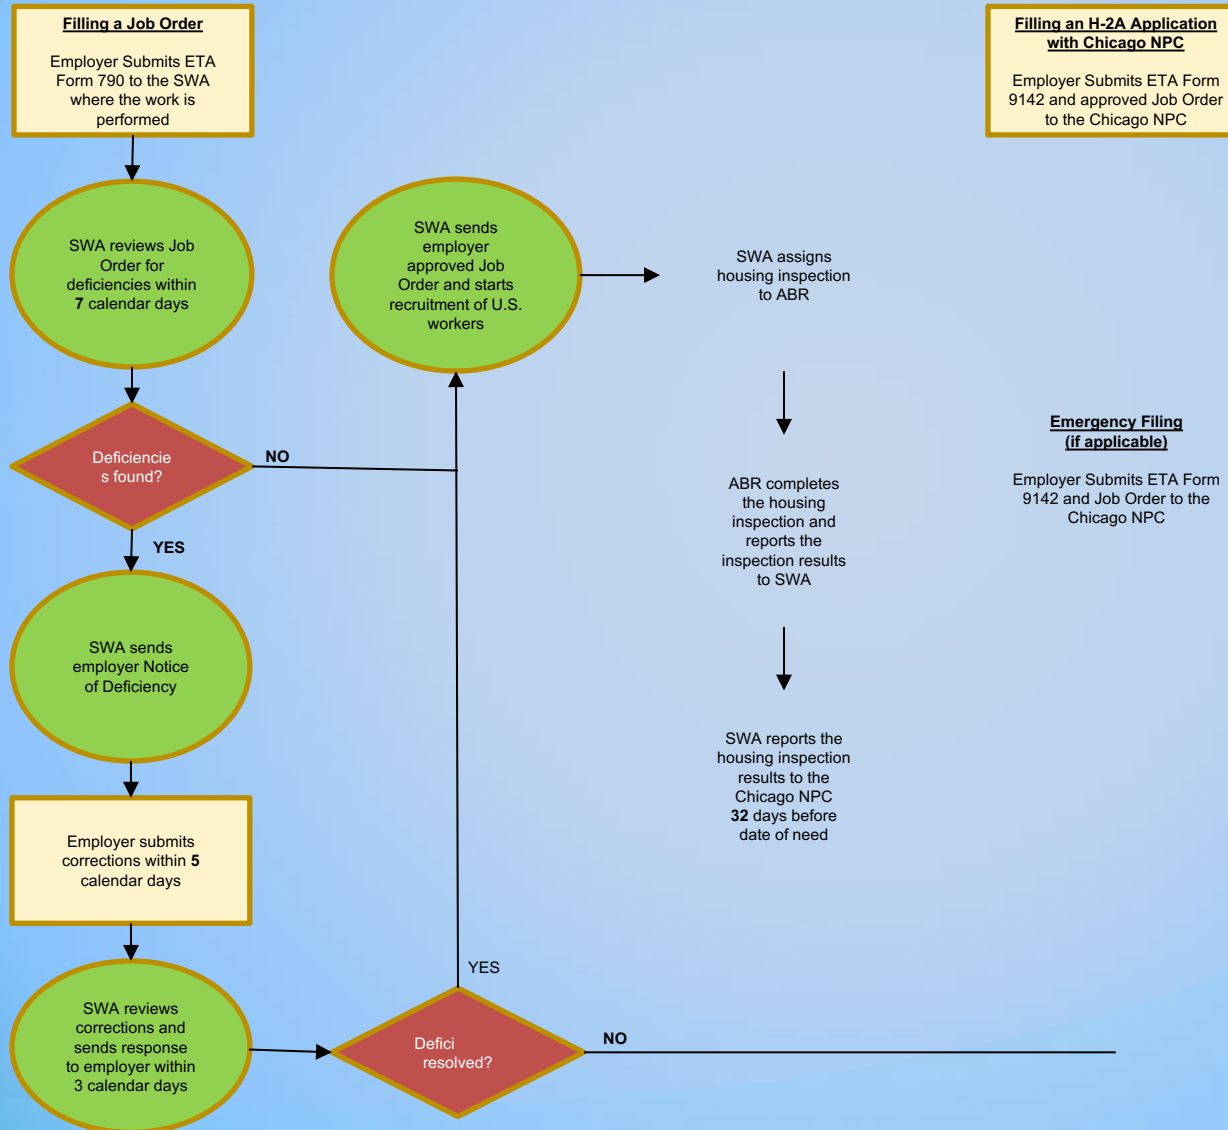 Filling a Job Order
Employer Submits ETA
Form 790 to the SWA
where the work is
performed
SWA reviews Job
Order for
deficiencies within
7 calendar days
Deficiencie
s found?
NO
YES
SWA sends
employer Notice
of Deficiency
Employer submits
corrections within 5
calendar days
SWA reviews
corrections and
sends response
to employer within
3 calendar days
Defici
resolved?
YES
NO
SWA sends
employer
approved Job
Order and starts
recruitment of U.S.
workers
SWA assigns
housing inspection
to ABR
ABR completes
the housing
inspection and
reports the
inspection results
to SWA
SWA reports the
housing inspection
results to the
Chicago NPC
32 days before
date of need
Filling an H-2A Application
with Chicago NPC
Employer Submits ETA Form
9142 and approved Job Order
to the Chicago NPC
Emergency Filing
(if applicable)
Employer Submits ETA Form
9142 and Job Order to the
Chicago NPC